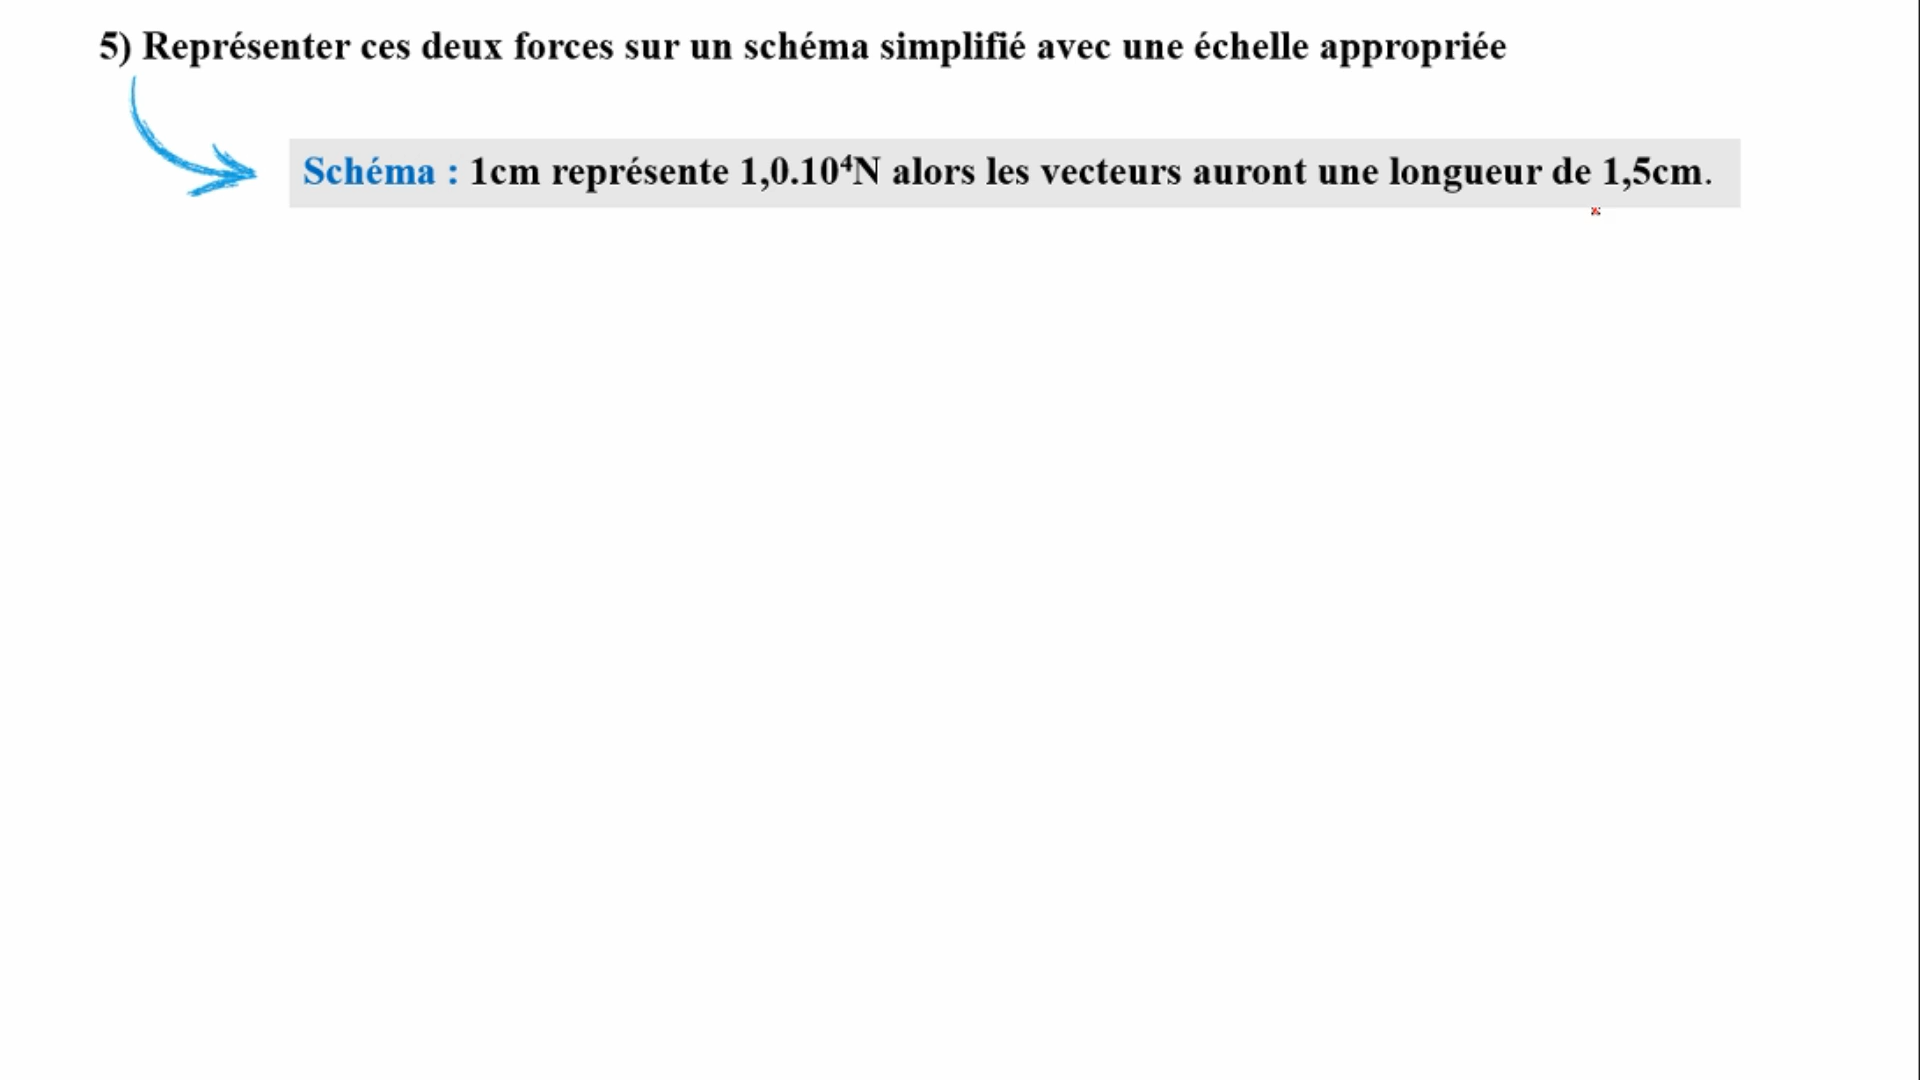 5) Représenter ces deux forces sur un schéma simplifié avec une échelle appropriée
Schéma : 1cm représente 1,0.10⁴N alors les vecteurs auront une longueur de 1,5cm.